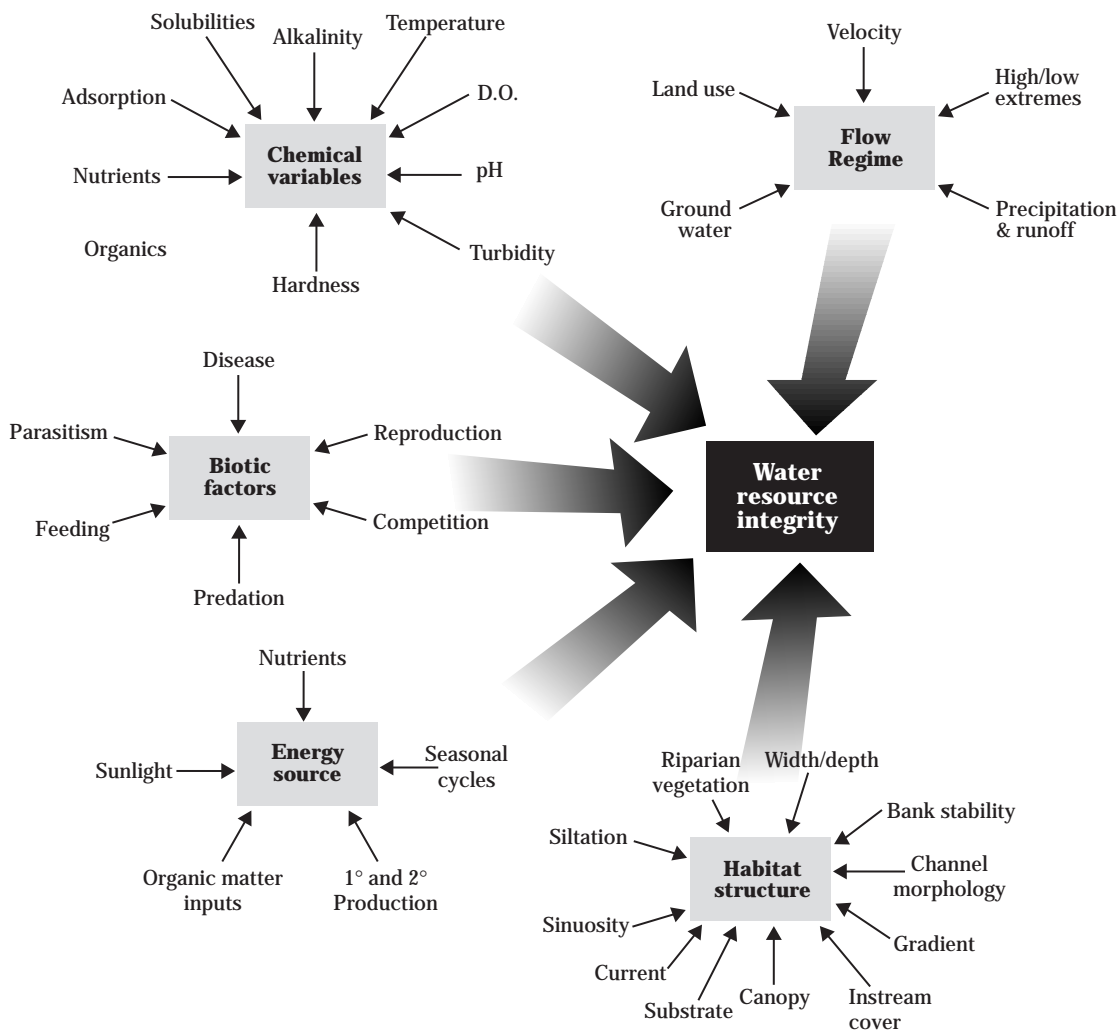 Solubilities
Alkalinity
Temperature
Adsorption
D.O.
Chemical
variables
Nutrients
pH
Organics
Turbidity
Hardness
Velocity
Land use
High/low
extremes
Flow
Regime
Ground
water
Precipitation
& runoff
Disease
Parasitism
Reproduction
Biotic
factors
Feeding
Competition
Predation
Water
resource
integrity
Nutrients
Sunlight
Energy
source
Seasonal
cycles
Organic matter
inputs
1° and 2°
Production
Riparian
vegetation
Width/depth
Siltation
Bank stability
Habitat
structure
Channel
morphology
Sinuosity
Gradient
Current
Substrate
Canopy
Instream
cover